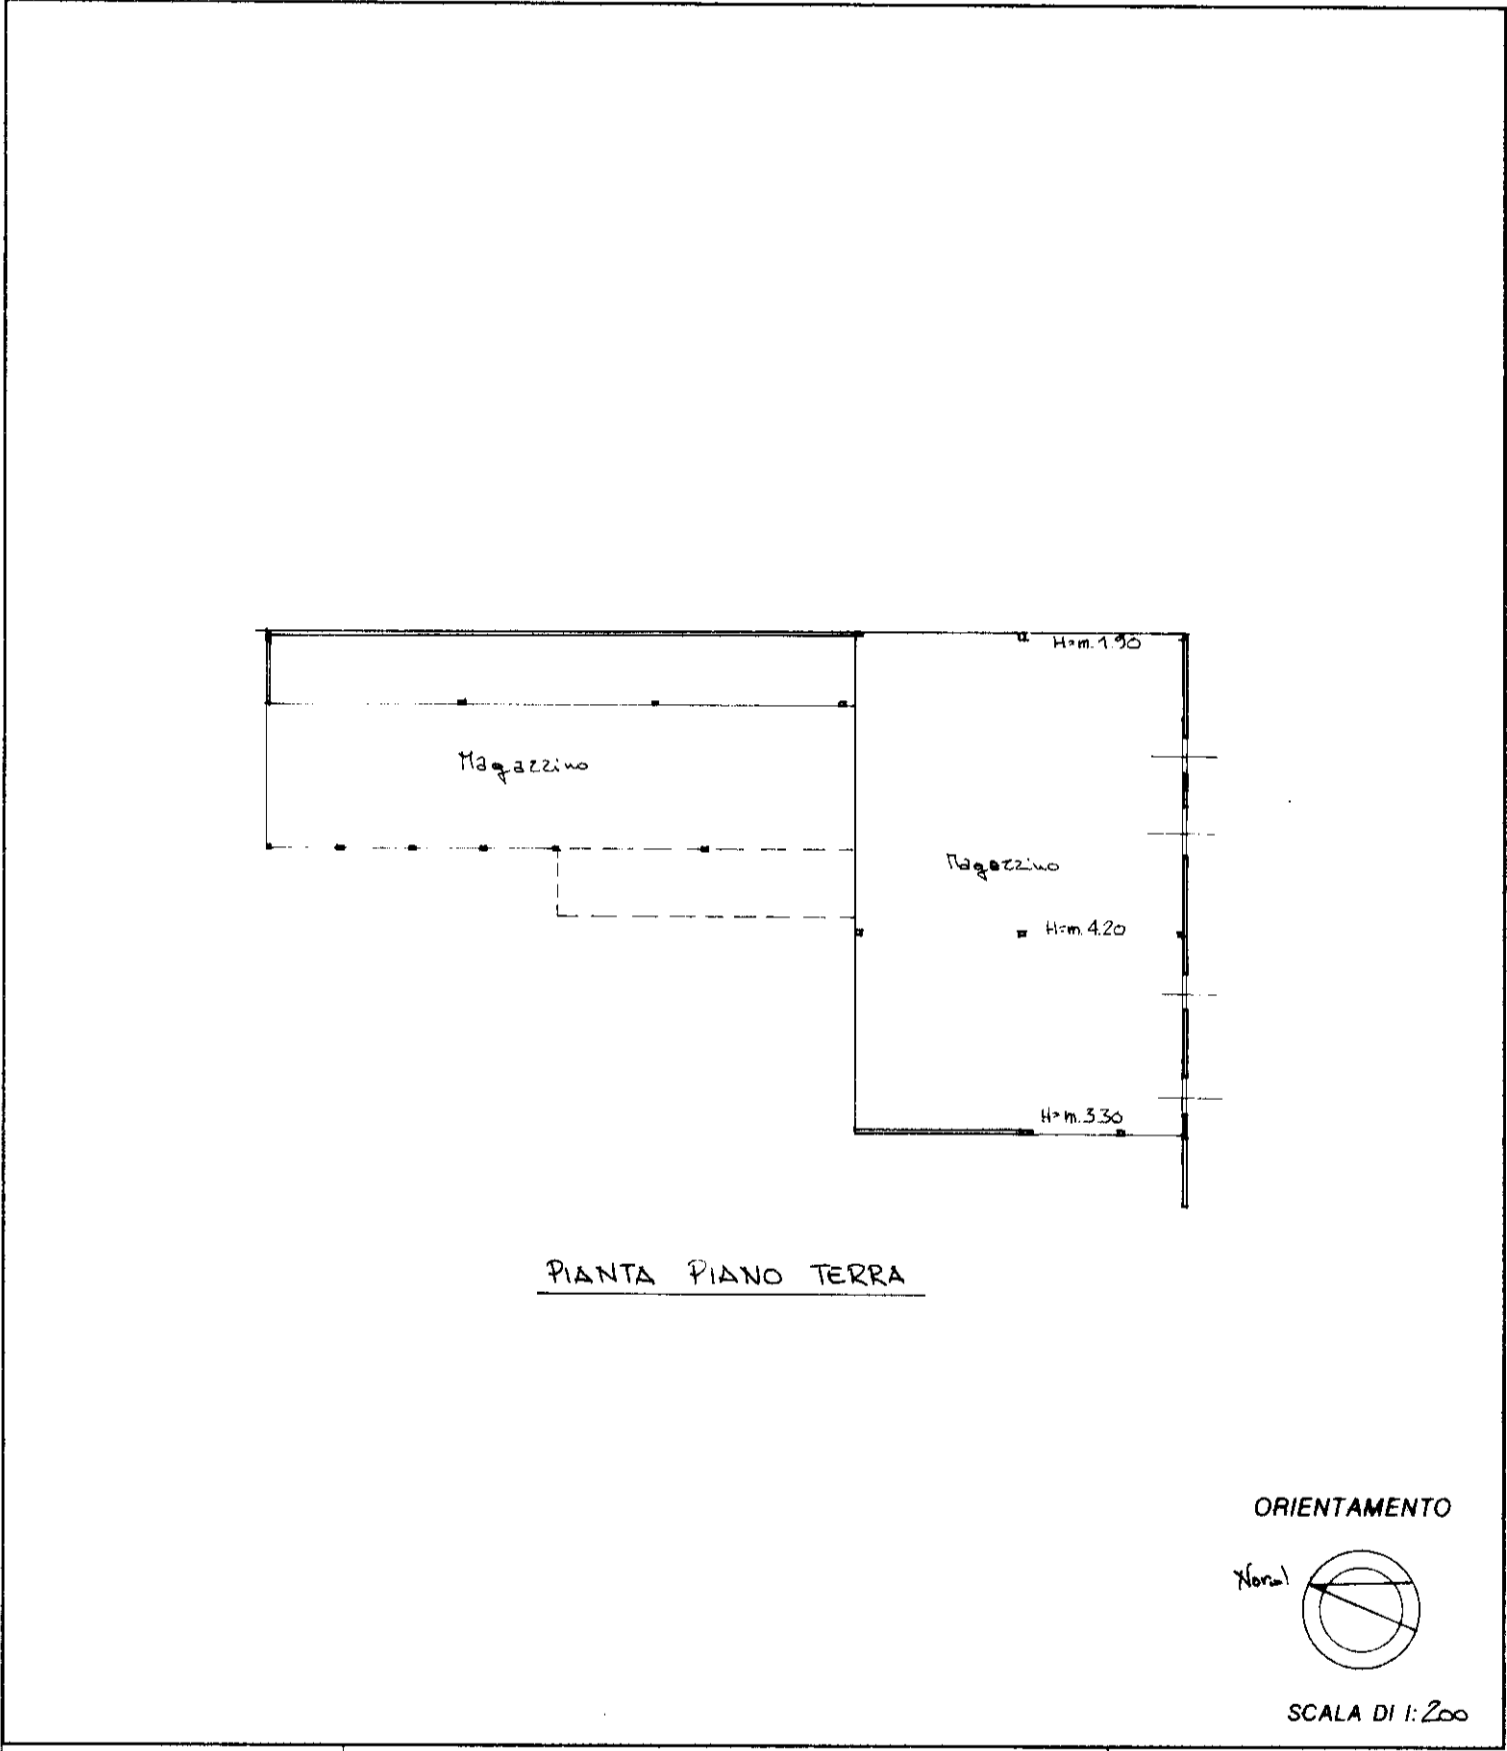 H=m.1.90
Magazzino
Magazzino
H=m.4.20
H=m.3.30
PIANTA PIANO TERRA
ORIENTAMENTO
Nord
SCALA DI 1:200